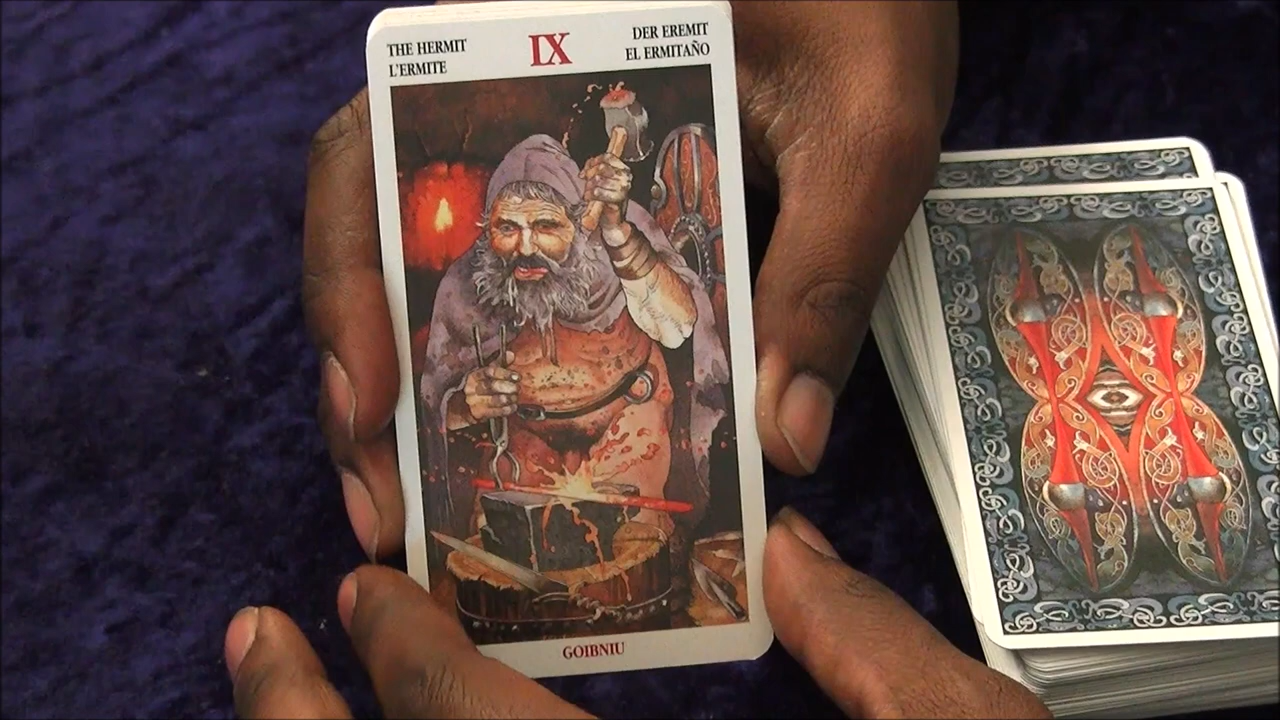 THE HERMIT
L'ERMITE
IX
DER EREMIT
EL ERMITAÑO
GOIBNIU